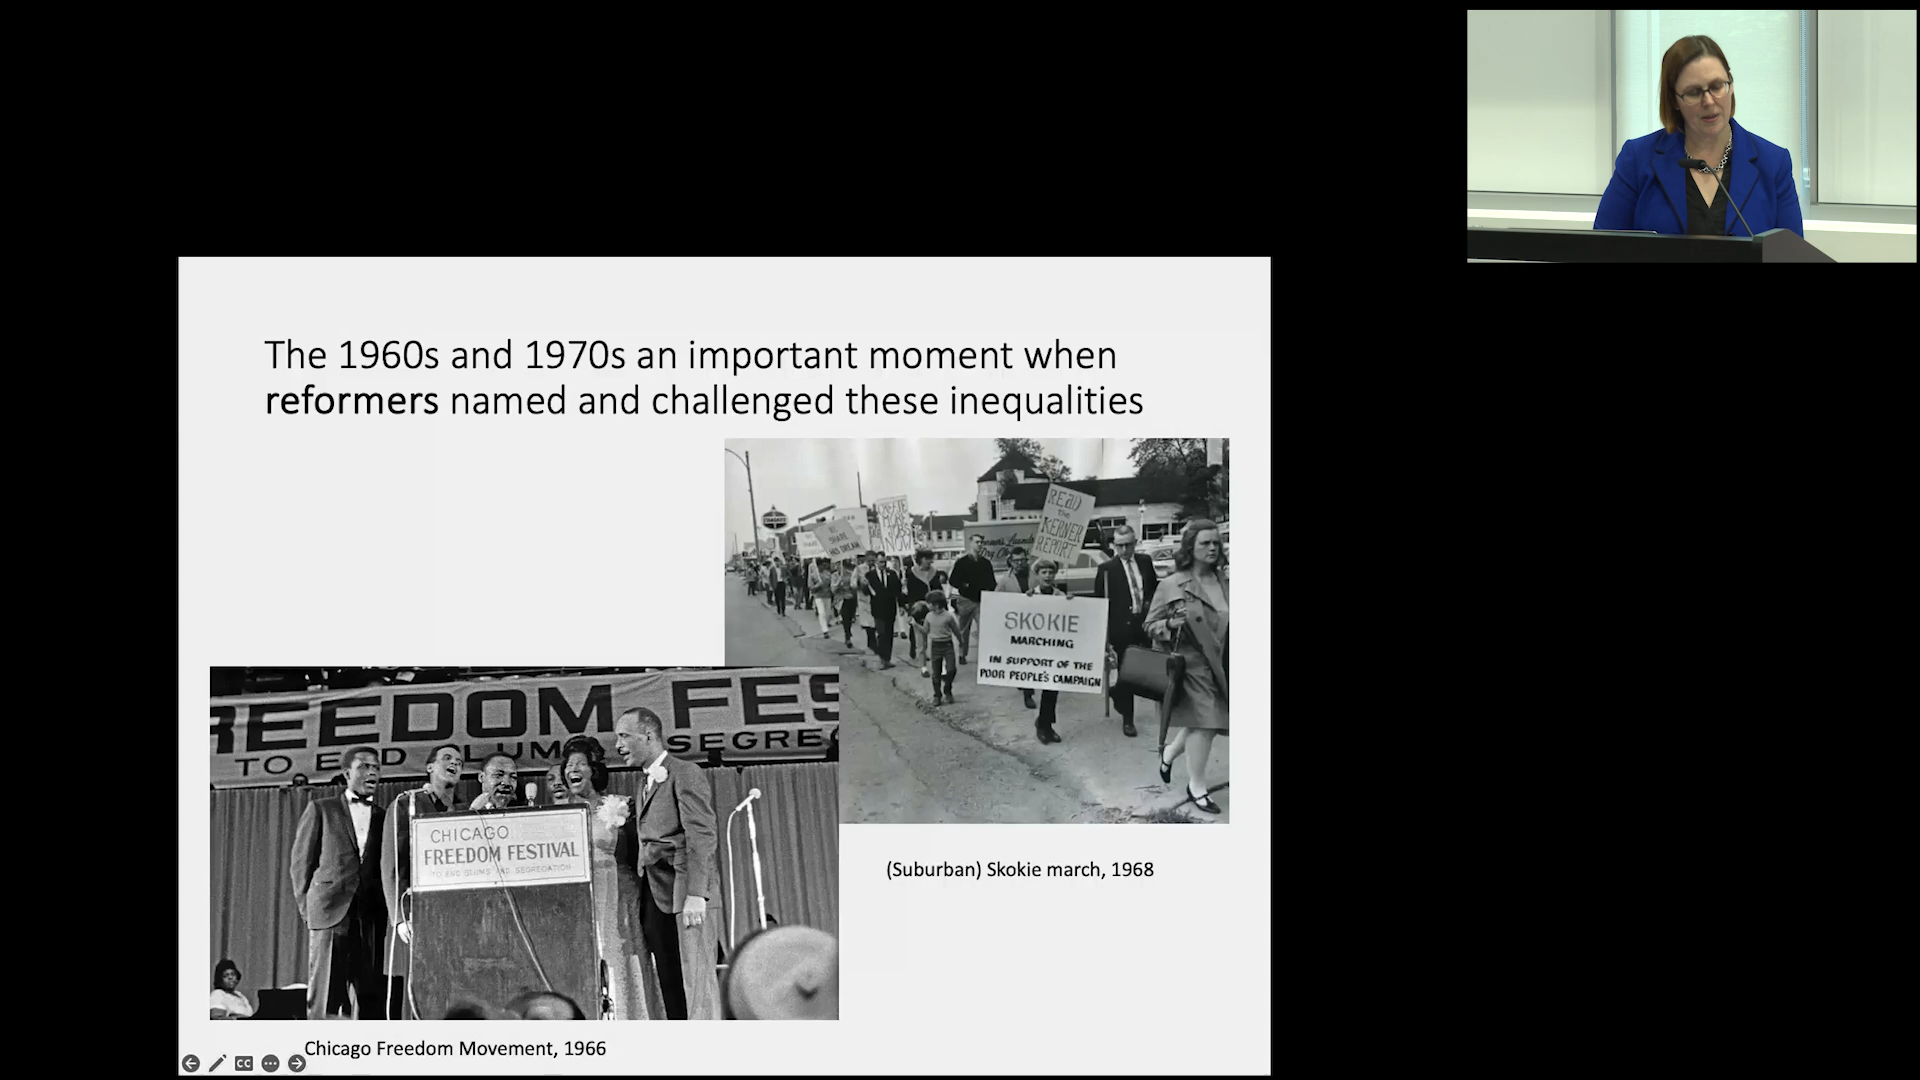 The 1960s and 1970s an important moment when
reformers named and challenged these inequalities
READ
the
KERNER
REPORT
SKOKIE
MARCHING
IN SUPPORT OF THE
POOR PEOPLE'S CAMPAIGN
(Suburban) Skokie march, 1968
REEDOM FES
TO END SLUMS SEGRE
CHICAGO
FREEDOM FESTIVAL
TO END SLUMS AND SEGREGATION
Chicago Freedom Movement, 1966
CC